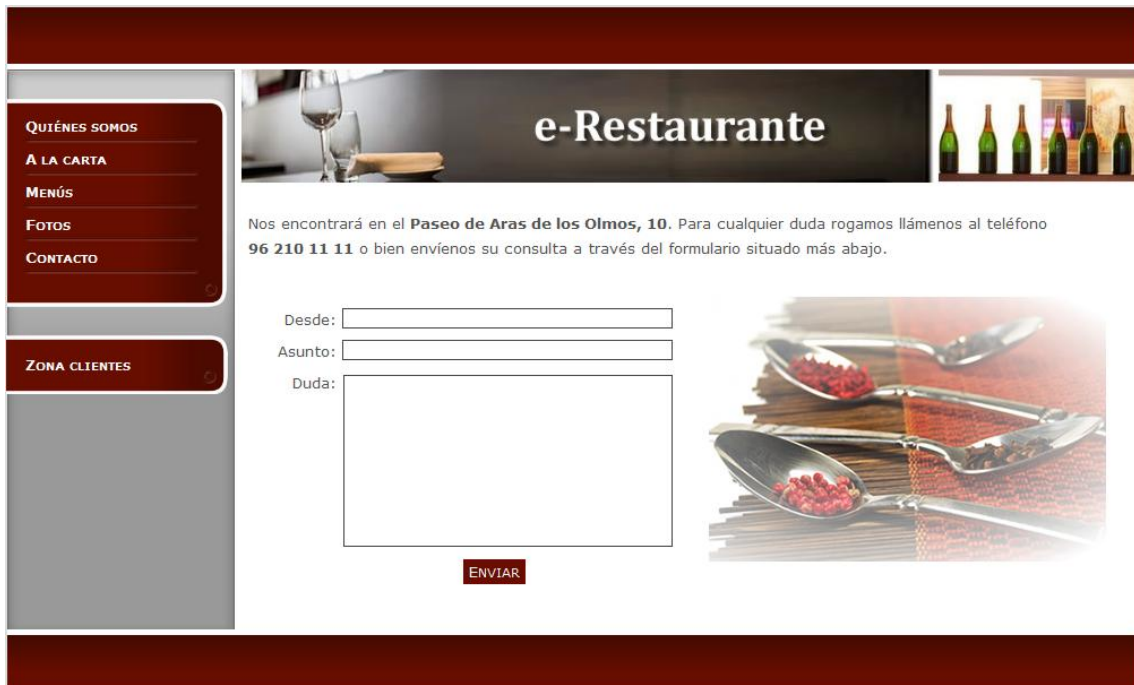 e-Restaurante
QUIÉNES SOMOS
A LA CARTA
MENÚS
FOTOS
CONTACTO
ZONA CLIENTES
Nos encontrará en el Paseo de Aras de los Olmos, 10. Para cualquier duda rogamos llámenos al teléfono
96 210 11 11 o bien envíenos su consulta a través del formulario situado más abajo.
Desde:
Asunto:
Duda:
ENVIAR